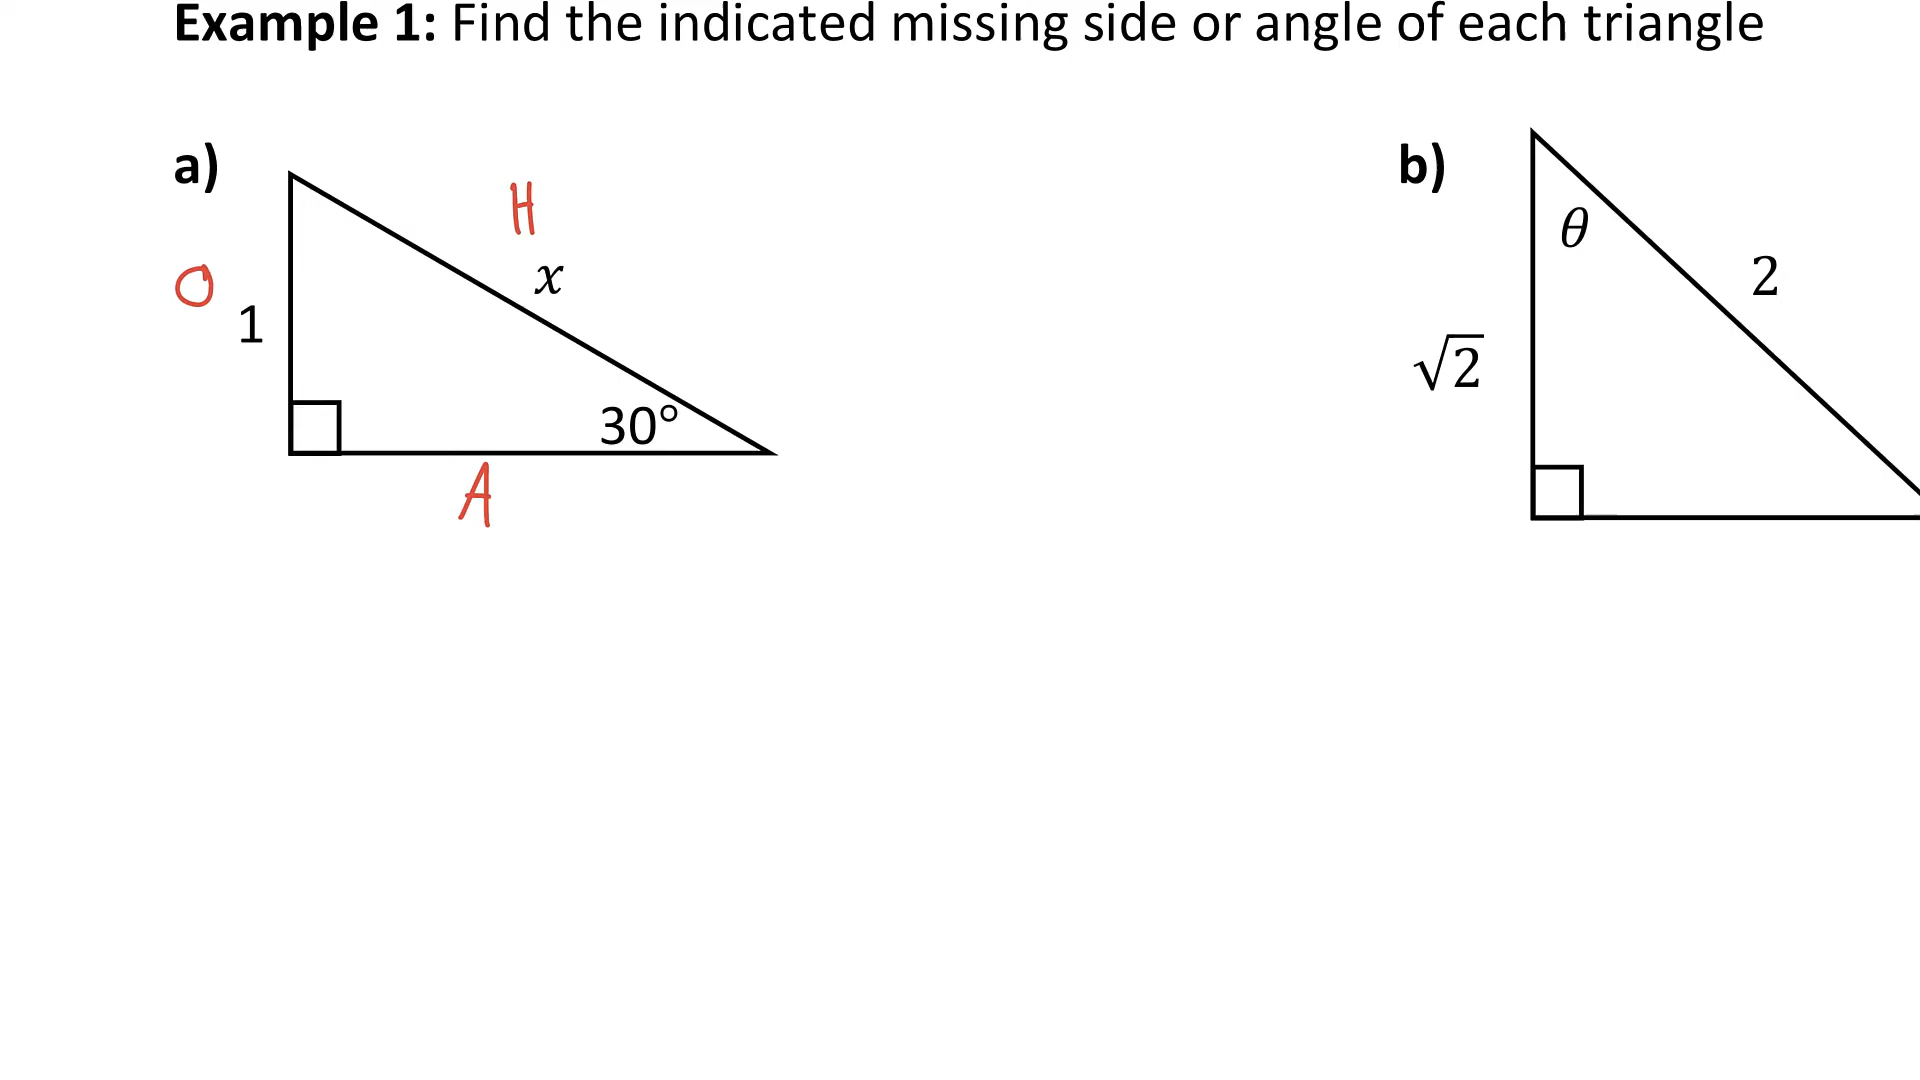 Example 1: Find the indicated missing side or angle of each triangle
a)
H
x
O
1
30°
A
b)
θ
2
√2